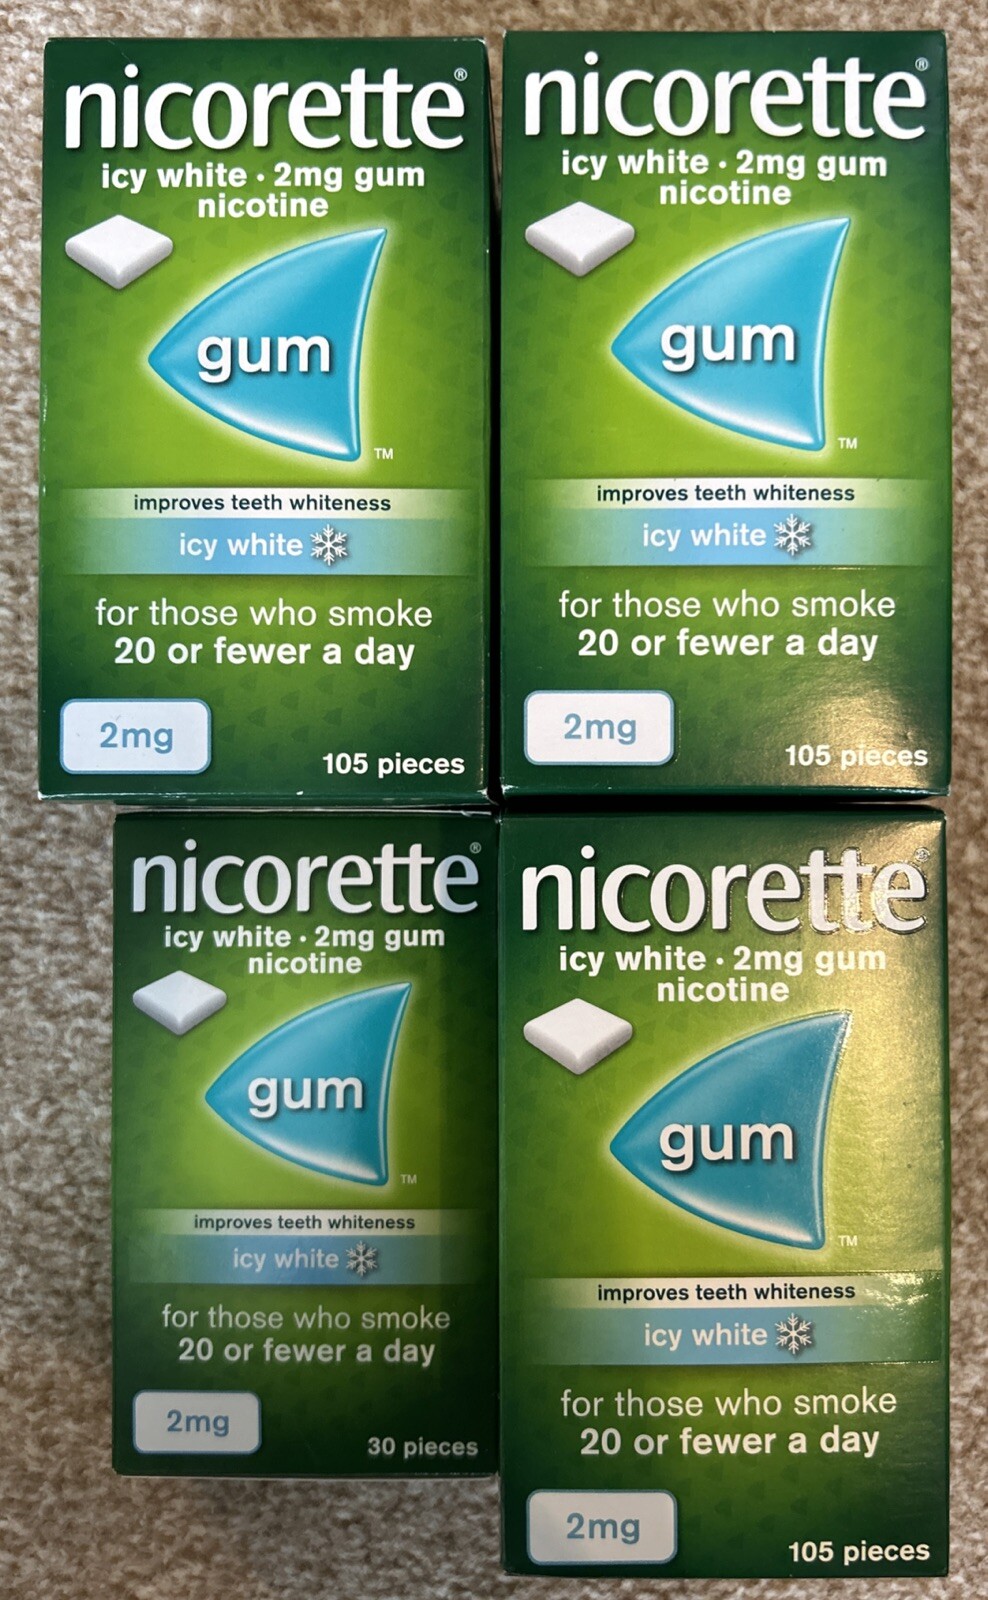 nicorette®
icy white · 2mg gum
nicotine
gum
™
improves teeth whiteness
icy white
for those who smoke
20 or fewer a day
2mg
105 pieces
nicorette®
icy white · 2mg gum
nicotine
gum
™
improves teeth whiteness
icy white
for those who smoke
20 or fewer a day
2mg
105 pieces
nicorette®
icy white · 2mg gum
nicotine
gum
™
improves teeth whiteness
icy white
for those who smoke
20 or fewer a day
2mg
30 pieces
nicorette®
icy white · 2mg gum
nicotine
gum
™
improves teeth whiteness
icy white
for those who smoke
20 or fewer a day
2mg
105 pieces